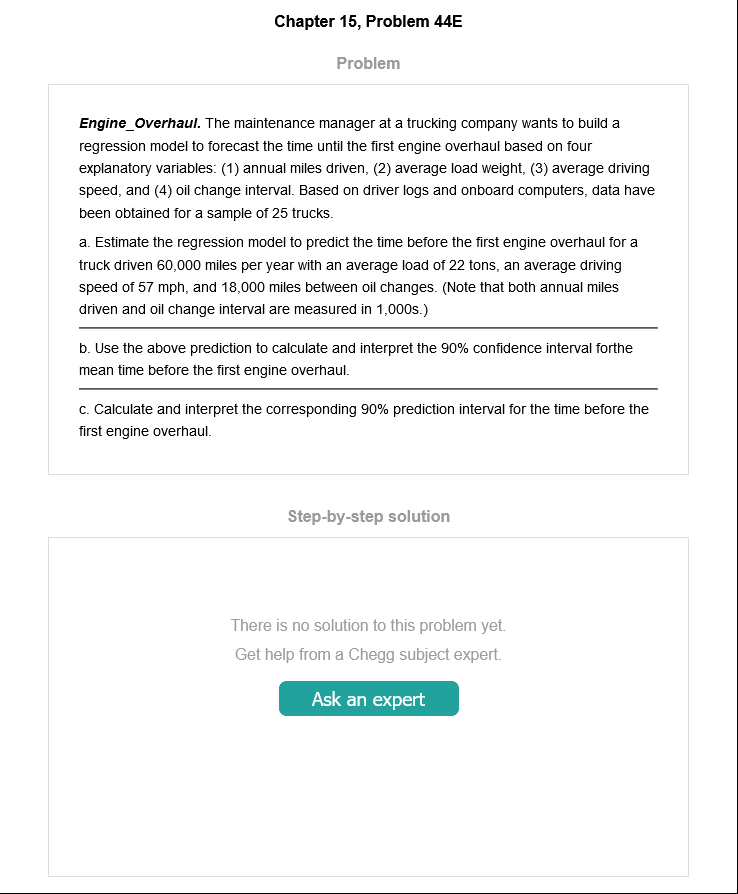 Chapter 15, Problem 44E
Problem
Engine_Overhaul. The maintenance manager at a trucking company wants to build a
regression model to forecast the time until the first engine overhaul based on four
explanatory variables: (1) annual miles driven, (2) average load weight, (3) average driving
speed, and (4) oil change interval. Based on driver logs and onboard computers, data have
been obtained for a sample of 25 trucks.
a. Estimate the regression model to predict the time before the first engine overhaul for a
truck driven 60,000 miles per year with an average load of 22 tons, an average driving
speed of 57 mph, and 18,000 miles between oil changes. (Note that both annual miles
driven and oil change interval are measured in 1,000s.)
b. Use the above prediction to calculate and interpret the 90% confidence interval forthe
mean time before the first engine overhaul.
c. Calculate and interpret the corresponding 90% prediction interval for the time before the
first engine overhaul.
Step-by-step solution
There is no solution to this problem yet.
Get help from a Chegg subject expert.
Ask an expert